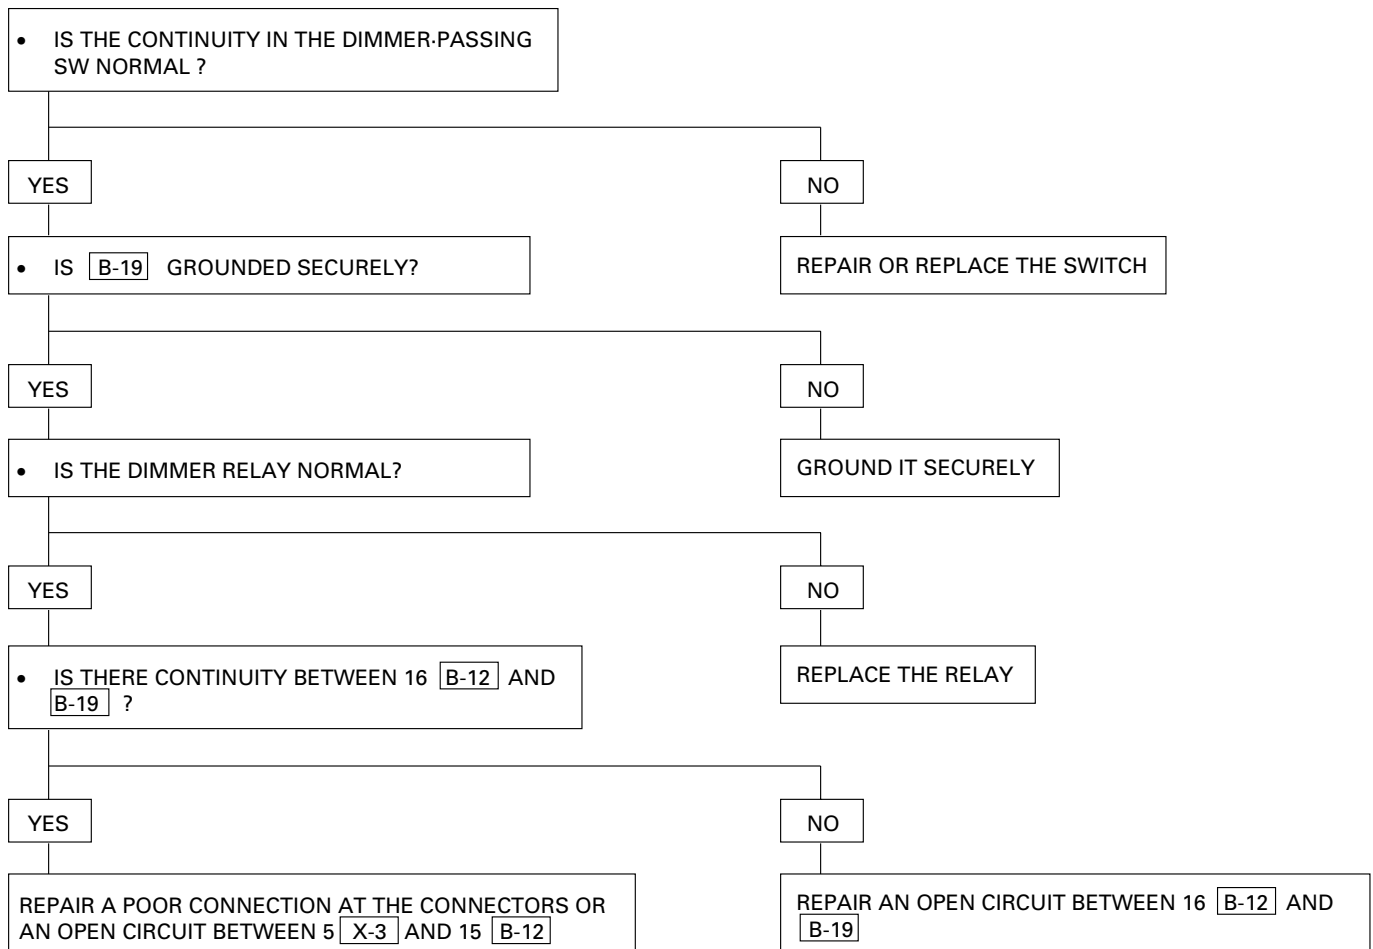 • IS THE CONTINUITY IN THE DIMMER·PASSING
SW NORMAL ?
YES
NO
• IS B-19 GROUNDED SECURELY?
REPAIR OR REPLACE THE SWITCH
YES
NO
• IS THE DIMMER RELAY NORMAL?
GROUND IT SECURELY
YES
NO
• IS THERE CONTINUITY BETWEEN 16 B-12 AND
B-19 ?
REPLACE THE RELAY
YES
NO
REPAIR A POOR CONNECTION AT THE CONNECTORS OR
AN OPEN CIRCUIT BETWEEN 5 X-3 AND 15 B-12
REPAIR AN OPEN CIRCUIT BETWEEN 16 B-12 AND
B-19